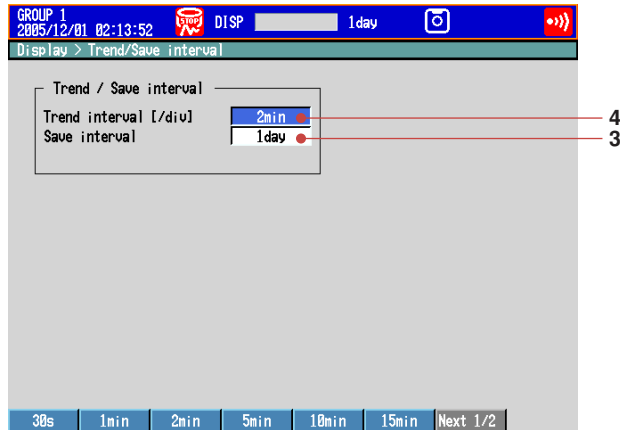 GROUP 1
2005/12/01 02:13:52 STOP DISP 1day
Display > Trend/Save interval
Trend / Save interval
Trend interval [/div] 2min 4
Save interval 1day 3
30s 1min 2min 5min 10min 15min Next 1/2